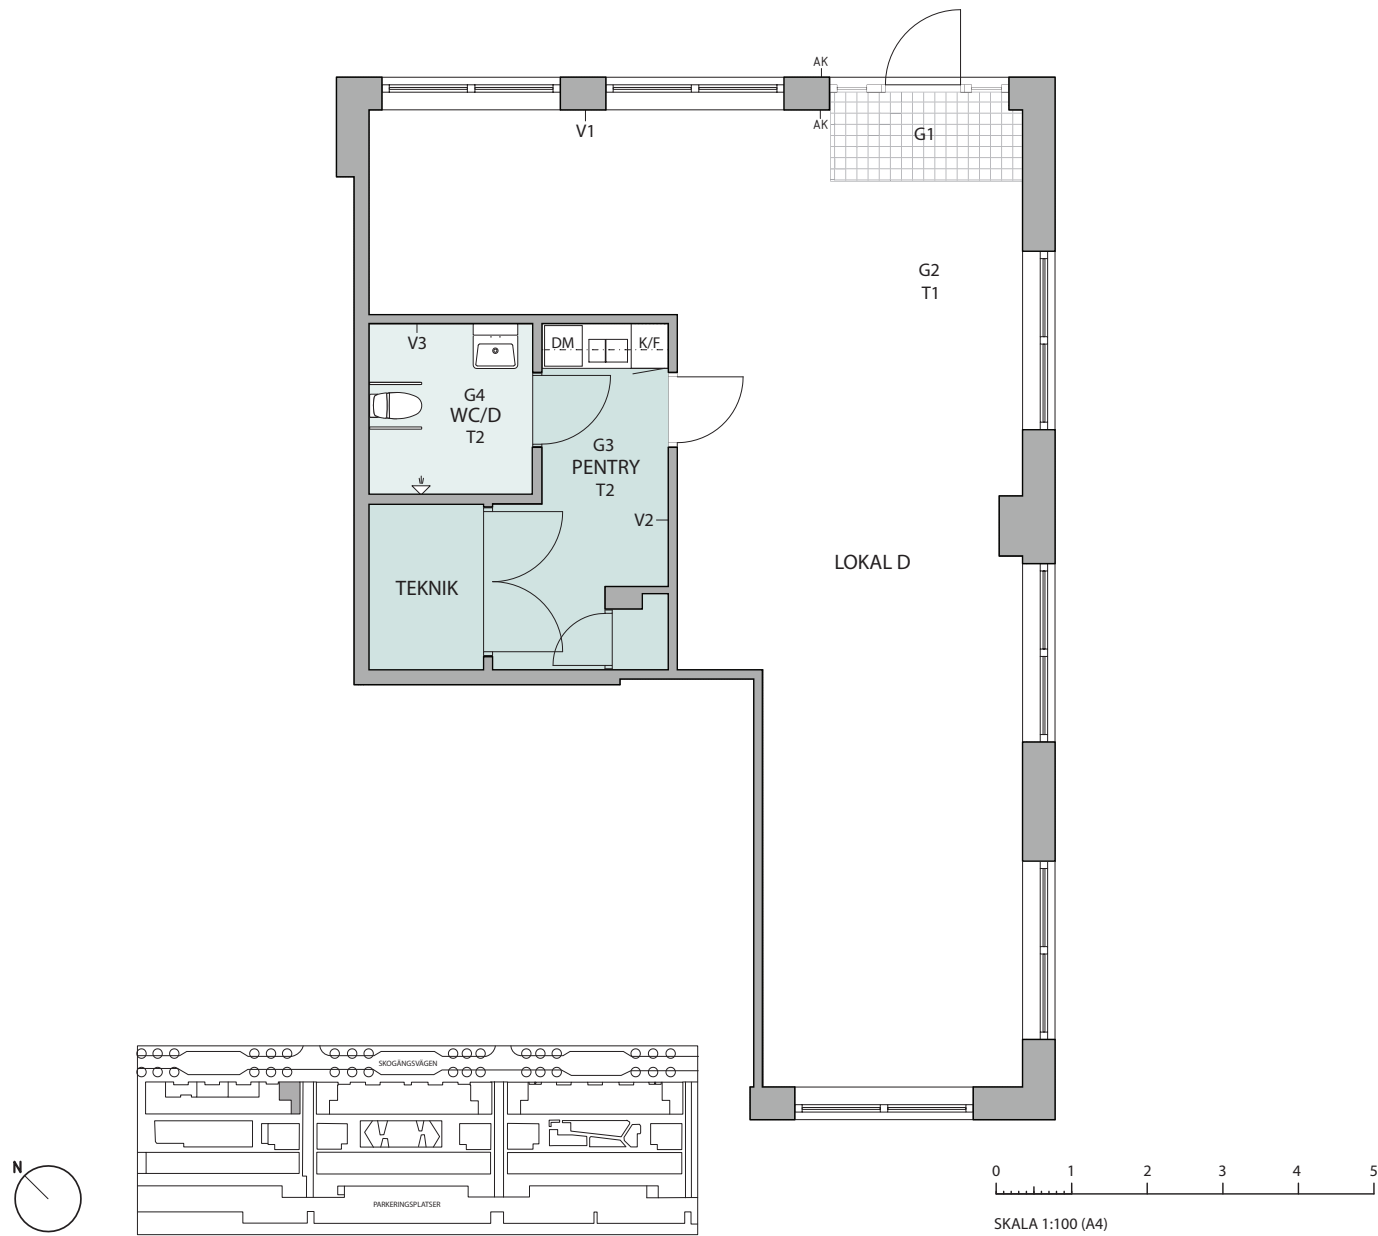 AK
V1
AK
G1
G2
T1
V3
DM
K/F
G4
WC/D
T2
G3
PENTRY
T2
V2
LOKAL D
TEKNIK
SKOGÄNGSVÄGEN
PARKERINGSPLATSER
N
0 1 2 3 4 5
SKALA 1:100 (A4)